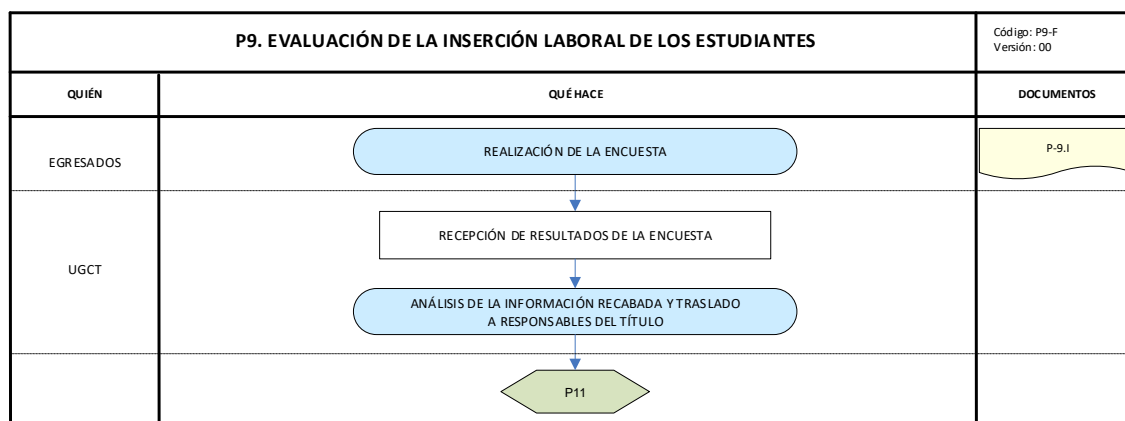 P9. EVALUACIÓN DE LA INSERCIÓN LABORAL DE LOS ESTUDIANTES
Código: P9-F
Versión: 00
QUIÉN
QUÉ HACE
DOCUMENTOS
EGRESADOS
REALIZACIÓN DE LA ENCUESTA
P-9.I
UGCT
RECEPCIÓN DE RESULTADOS DE LA ENCUESTA
ANÁLISIS DE LA INFORMACIÓN RECABADA Y TRASLADO
A RESPONSABLES DEL TÍTULO
P11